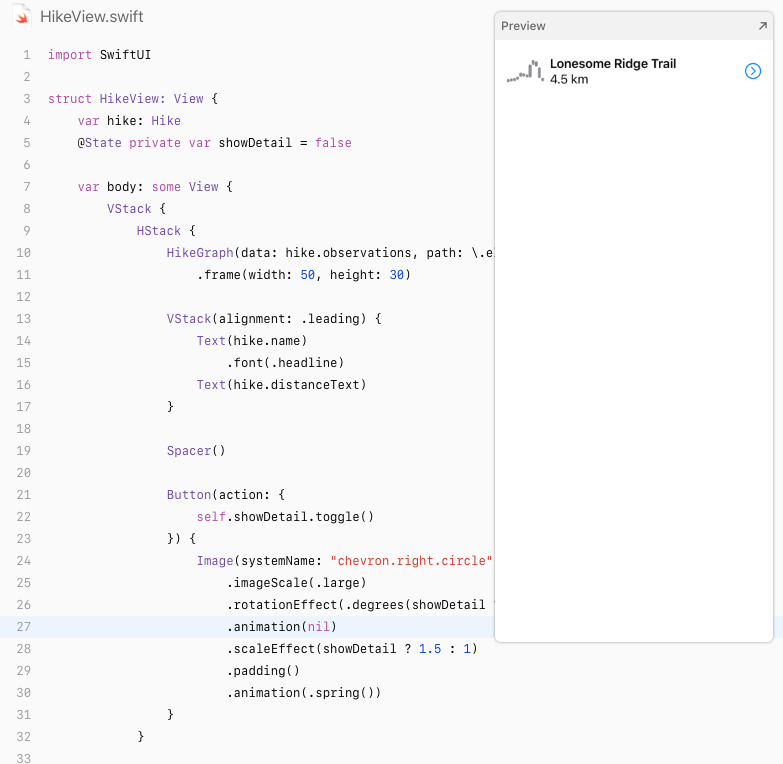 HikeView.swift
1 import SwiftUI
2
3 struct HikeView: View {
4 var hike: Hike
5 @State private var showDetail = false
6
7 var body: some View {
8 VStack {
9 HStack {
10 HikeGraph(data: hike.observations, path: \.e
11 .frame(width: 50, height: 30)
12
13 VStack(alignment: .leading) {
14 Text(hike.name)
15 .font(.headline)
16 Text(hike.distanceText)
17 }
18
19 Spacer()
20
21 Button(action: {
22 self.showDetail.toggle()
23 }) {
24 Image(systemName: "chevron.right.circle"
25 .imageScale(.large)
26 .rotationEffect(.degrees(showDetail
27 .animation(nil)
28 .scaleEffect(showDetail ? 1.5 : 1)
29 .padding()
30 .animation(.spring())
31 }
32 }
33
Preview
Lonesome Ridge Trail
4.5 km